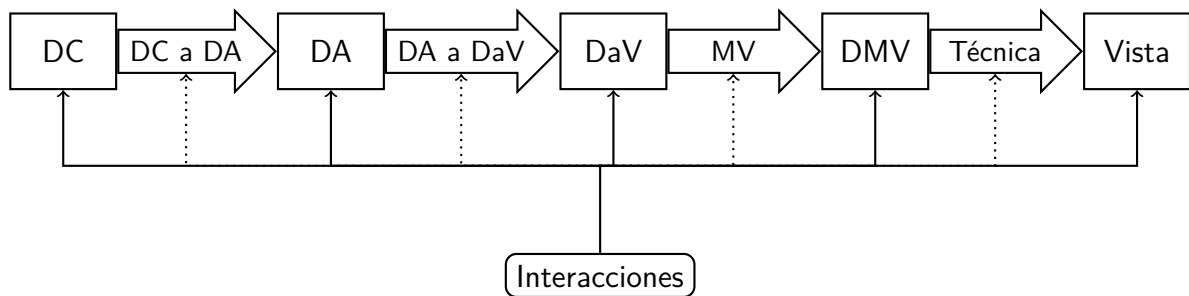 DC DC a DA DA DA a DaV DaV MV DMV Técnica Vista
Interacciones